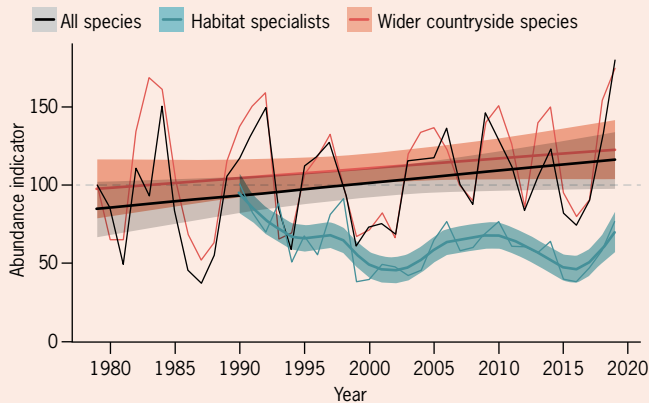 All species Habitat specialists Wider countryside species
Abundance indicator
150
100
50
0
1980 1985 1990 1995 2000 2005 2010 2015 2020
Year